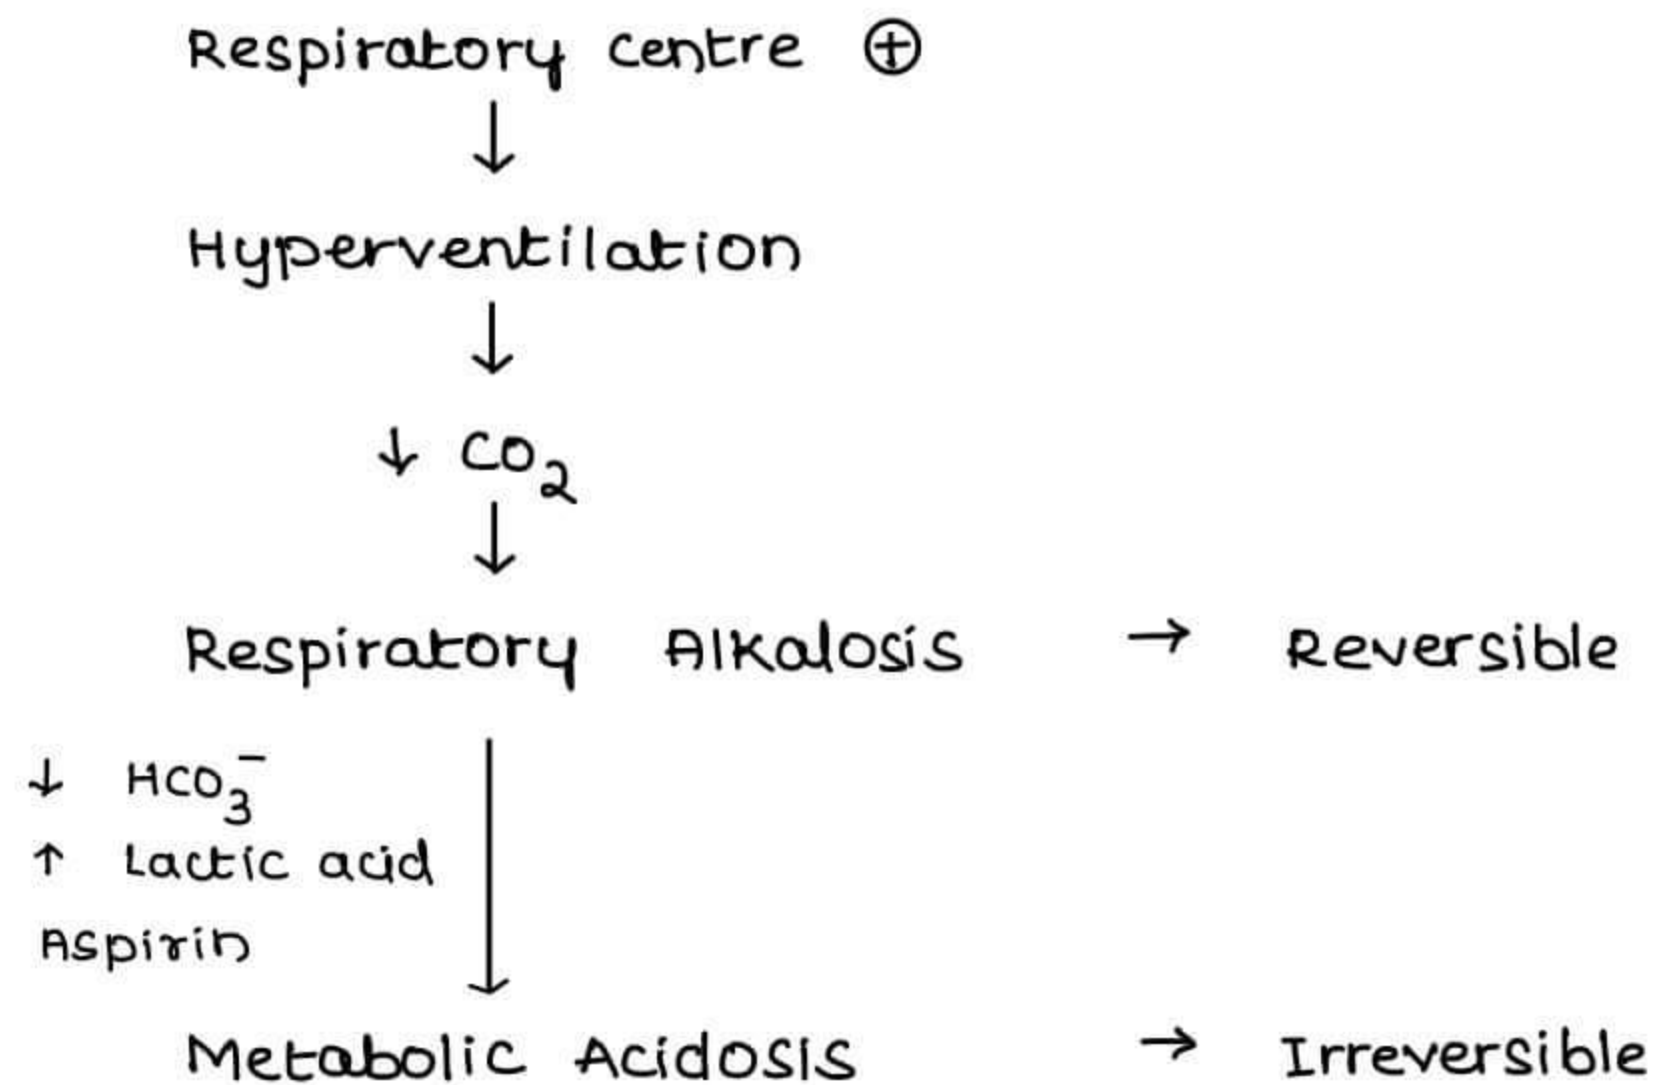 Respiratory centre ⊕
↓
Hyperventilation
↓
↓ CO₂
↓
Respiratory Alkalosis → Reversible
↓ HCO₃⁻
↑ Lactic acid
Aspirin
↓
Metabolic Acidosis → Irreversible